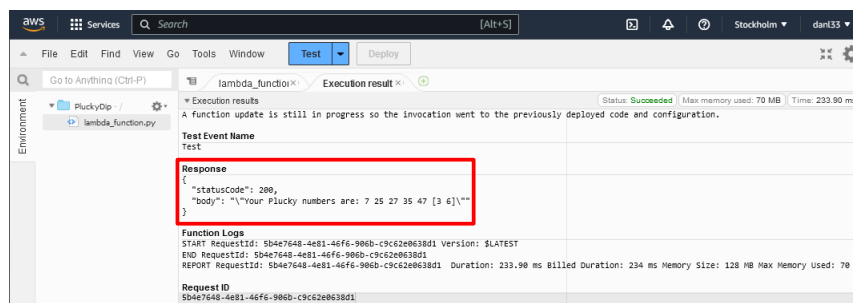 aws Services Search [Alt+S] Stockholm ▼ danl33 ▼
File Edit Find View Go Tools Window Test Deploy
Go to Anything (Ctrl-P) lambda_function Execution result
Environment
PluckyDip - /
lambda_function.py
▼ Execution results Status: Succeeded Max memory used: 70 MB Time: 233.90 ms
A function update is still in progress so the invocation went to the previously deployed code and configuration.
Test Event Name
Test
Response
{
"statusCode": 200,
"body": "\"Your Plucky numbers are: 7 25 27 35 47 [3 6]\""
}
Function Logs
START RequestId: 5b4e7648-4e81-46f6-906b-c9c62e0638d1 Version: $LATEST
END RequestId: 5b4e7648-4e81-46f6-906b-c9c62e0638d1
REPORT RequestId: 5b4e7648-4e81-46f6-906b-c9c62e0638d1 Duration: 233.90 ms Billed Duration: 234 ms Memory Size: 128 MB Max Memory Used: 70
Request ID
5b4e7648-4e81-46f6-906b-c9c62e0638d1